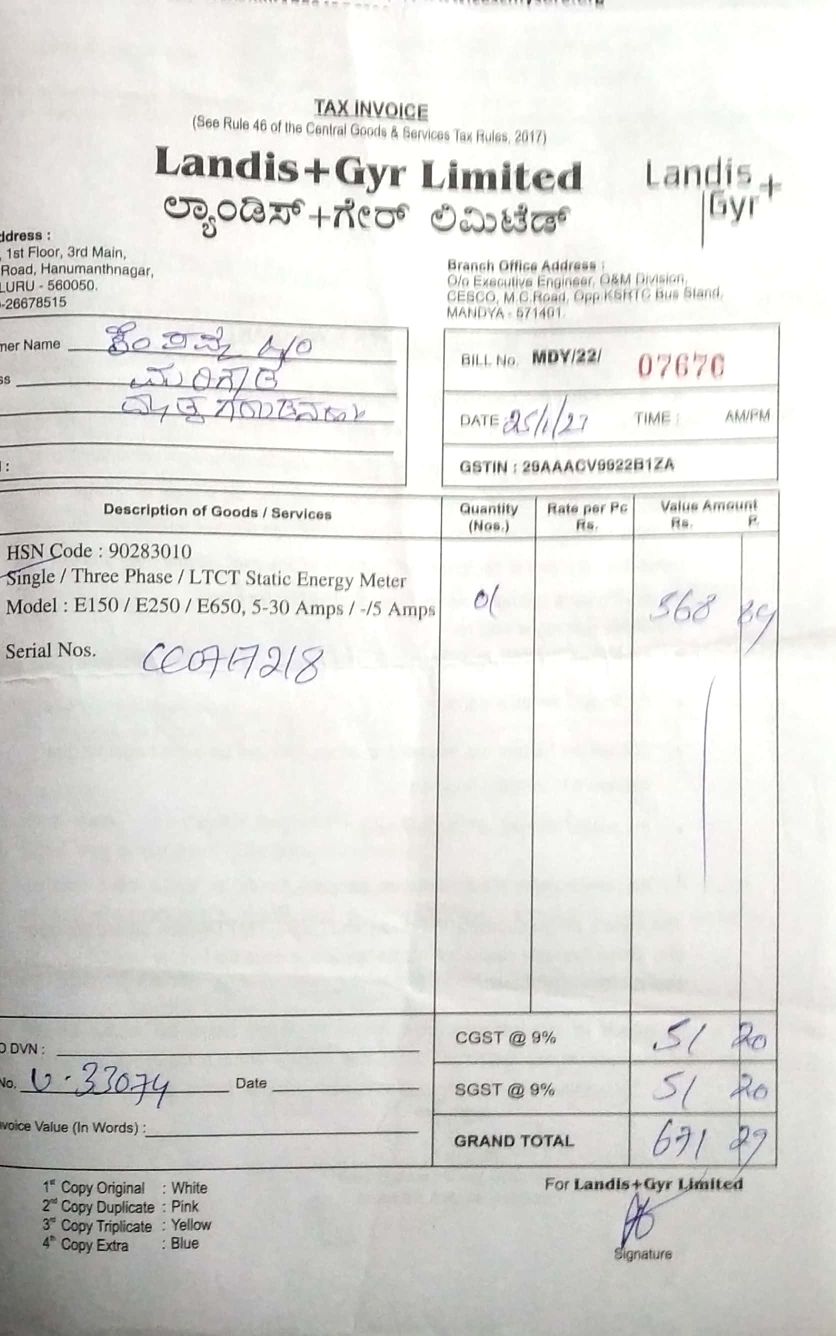 TAX INVOICE
(See Rule 46 of the Central Goods & Services Tax Rules, 2017)
Landis+Gyr Limited
ಲ್ಯಾಂಡಿಸ್+ಗೇರ್ ಲಿಮಿಟೆಡ್
Landis
Gyr+
ddress :
, 1st Floor, 3rd Main,
Road, Hanumanthnagar,
LURU - 560050.
-26678515
Branch Office Address :
O/o Executive Engineer, O&M Division,
CESCO, M.C.Road, Opp.KSRTC Bus Stand,
MANDYA - 571401.
mer Name
ss
BILL No. MDY/22/ 07670
DATE : 25/1/23 TIME : AM/PM
GSTIN : 29AAACV9922B1ZA
Description of Goods / Services
Quantity (Nos.)
Rate per Pc Rs.
Value Amount Rs. P.
HSN Code : 90283010
Single / Three Phase / LTCT Static Energy Meter
Model : E150 / E250 / E650, 5-30 Amps / -/5 Amps 01 568 89
Serial Nos. CC0717218
O DVN :
CGST @ 9% 51 20
No. U-33074 Date
SGST @ 9% 51 20
nvoice Value (In Words) :
GRAND TOTAL 671 29
1st Copy Original : White
2nd Copy Duplicate : Pink
3rd Copy Triplicate : Yellow
4th Copy Extra : Blue
For Landis+Gyr Limited
Signature